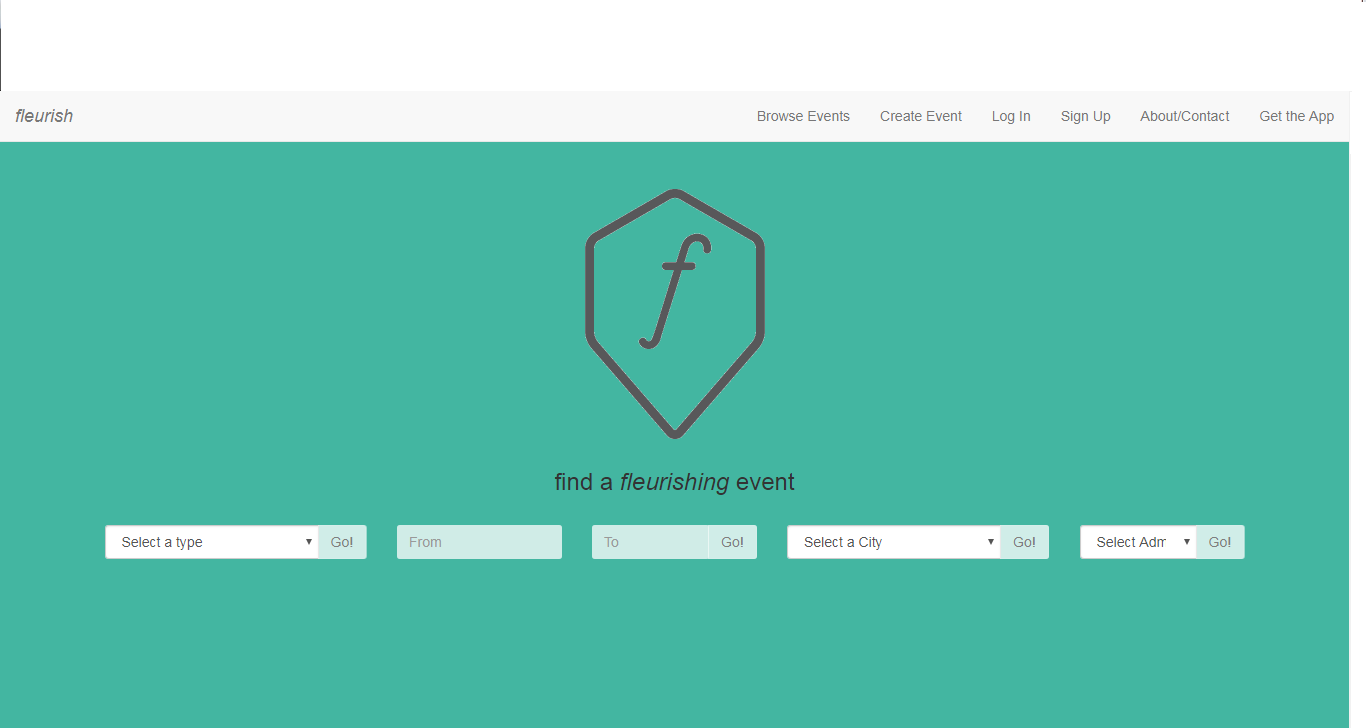 fleurish Browse Events Create Event Log In Sign Up About/Contact Get the App
f
find a fleurishing event
Select a type Go! From To Go! Select a City Go! Select Adm Go!